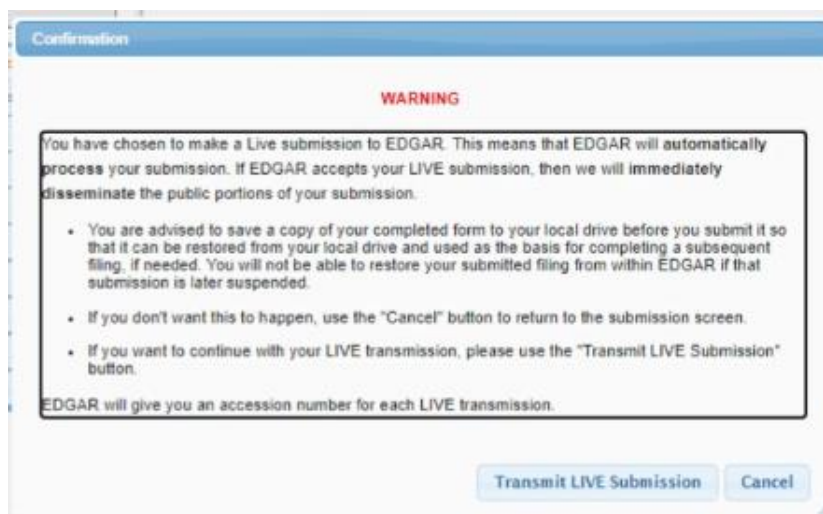 Confirmation
WARNING
You have chosen to make a Live submission to EDGAR. This means that EDGAR will automatically
process your submission. If EDGAR accepts your LIVE submission, then we will immediately
disseminate the public portions of your submission.
• You are advised to save a copy of your completed form to your local drive before you submit it so
that it can be restored from your local drive and used as the basis for completing a subsequent
filing, if needed. You will not be able to restore your submitted filing from within EDGAR if that
submission is later suspended.
• If you don't want this to happen, use the "Cancel" button to return to the submission screen.
• If you want to continue with your LIVE transmission, please use the "Transmit LIVE Submission"
button.
EDGAR will give you an accession number for each LIVE transmission.
Transmit LIVE Submission Cancel